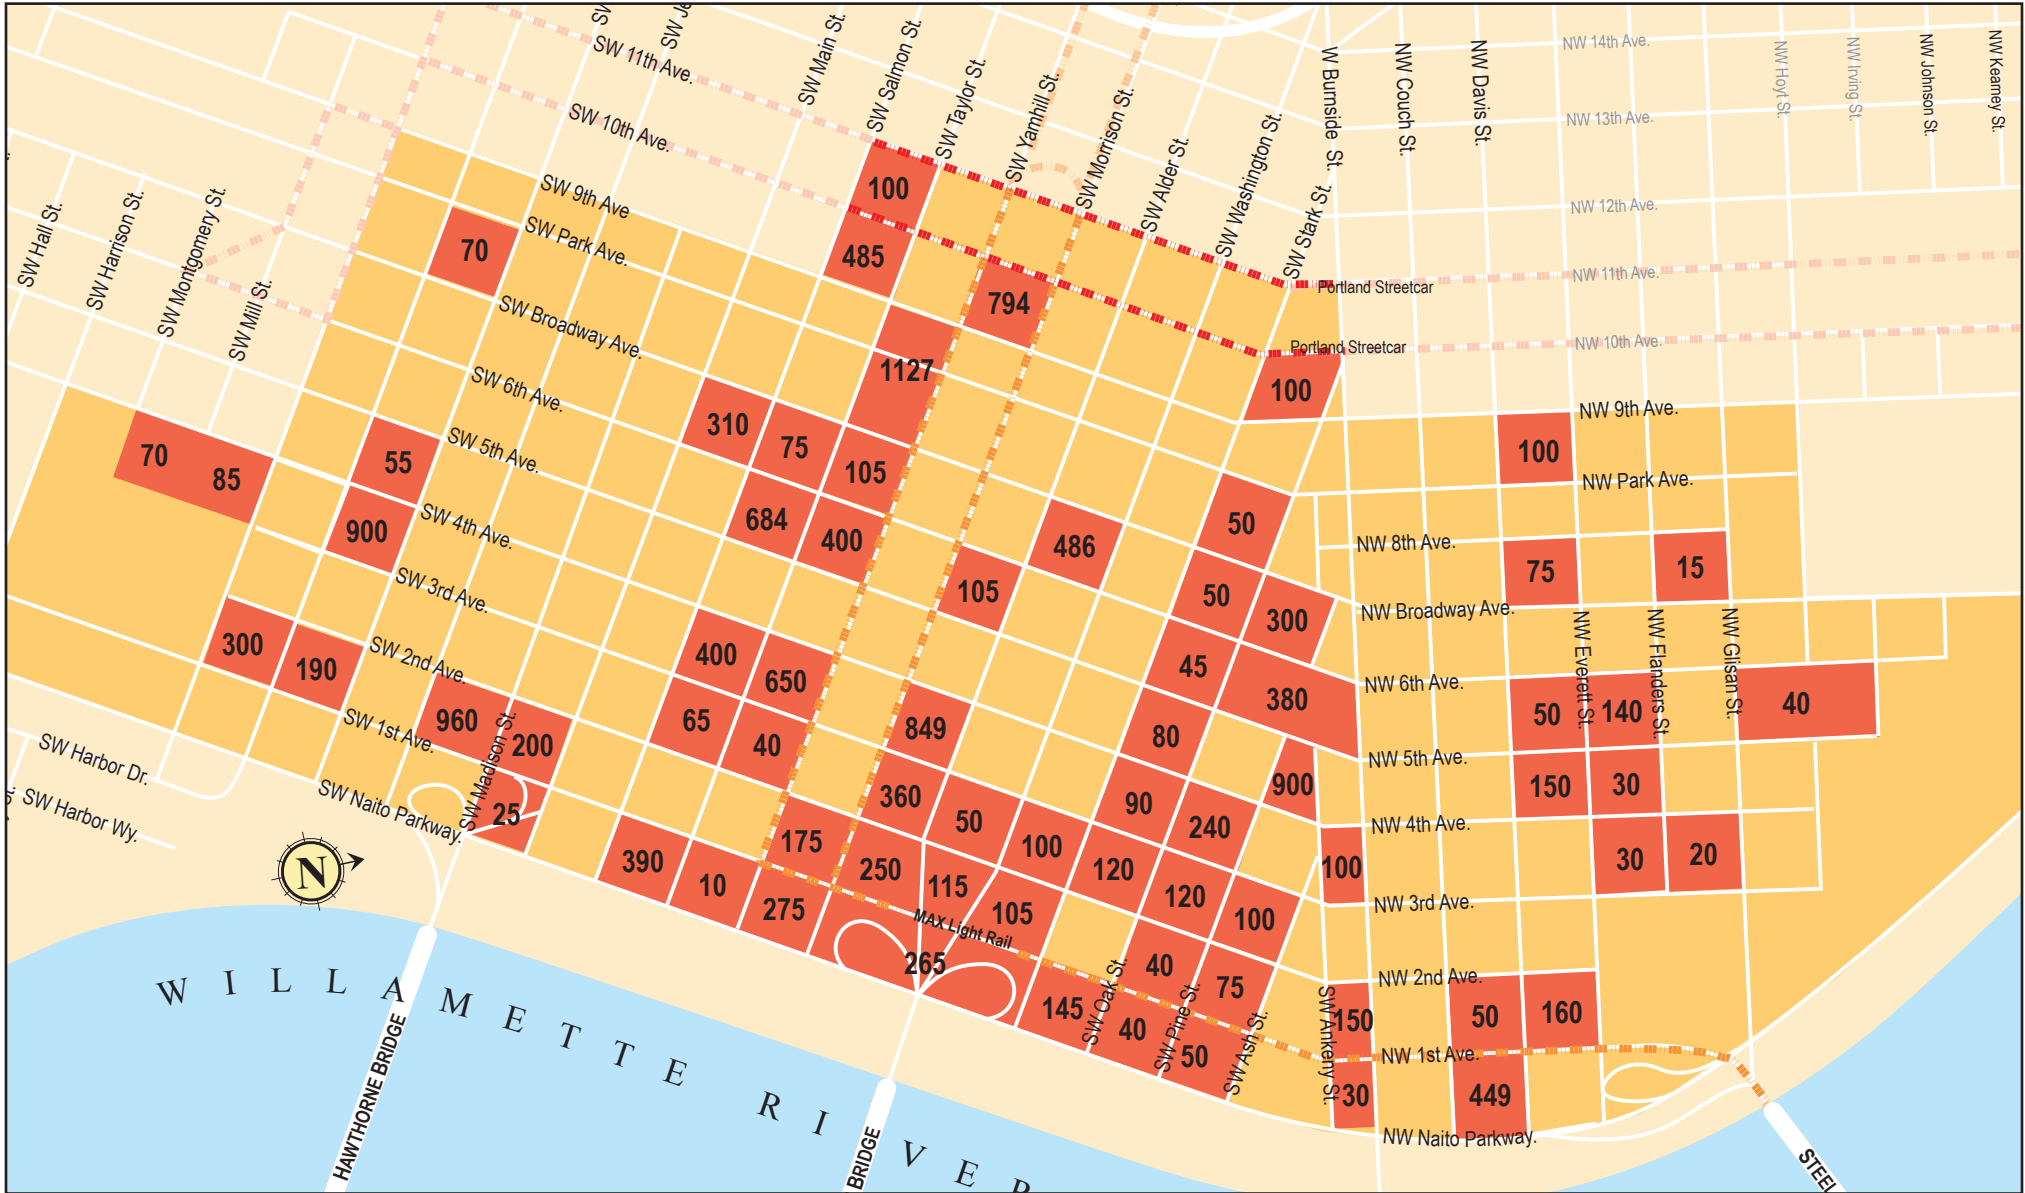 SW 11th Ave.
SW 10th Ave.
SW 9th Ave
SW Park Ave.
SW Broadway Ave.
SW 6th Ave.
SW 5th Ave.
SW 4th Ave.
SW 3rd Ave.
SW 2nd Ave.
SW 1st Ave.
SW Naito Parkway.
SW Harbor Dr.
SW Harbor Wy.
SW Hall St.
SW Harrison St.
SW Montgomery St.
SW Mill St.
SW
SW Je
SW Main St.
SW Salmon St.
SW Taylor St.
SW Yamhill St.
SW Morrison St.
SW Alder St.
SW Washington St.
SW Stark St.
W Burnside St.
NW Couch St.
NW Davis St.
NW Hoyt St.
NW Irving St.
NW Johnson St.
NW Kearney St.
NW 14th Ave.
NW 13th Ave.
NW 12th Ave.
NW 11th Ave.
NW 10th Ave.
Portland Streetcar
Portland Streetcar
NW 9th Ave.
NW Park Ave.
NW 8th Ave.
NW Broadway Ave.
NW 6th Ave.
NW 5th Ave.
NW 4th Ave.
NW 3rd Ave.
NW 2nd Ave.
NW 1st Ave.
NW Naito Parkway.
NW Everett St.
NW Flanders St.
NW Glisan St.
SW Madison St.
SW Oak St.
SW Pine St.
SW Ash St.
SW Ankeny St.
MAX Light Rail
100
485
794
70
1127
100
310
75
105
100
70
85
55
900
684
400
486
50
105
50
300
75
15
300
190
400
650
45
380
960
200
65
40
849
80
50
140
40
25
175
360
50
90
900
150
30
390
10
275
250
115
100
120
240
100
30
20
105
265
120
100
40
75
145
40
50
150
50
160
30
449
N
WILLAMETTE RIVER
HAWTHORNE BRIDGE
BRIDGE
STEEL